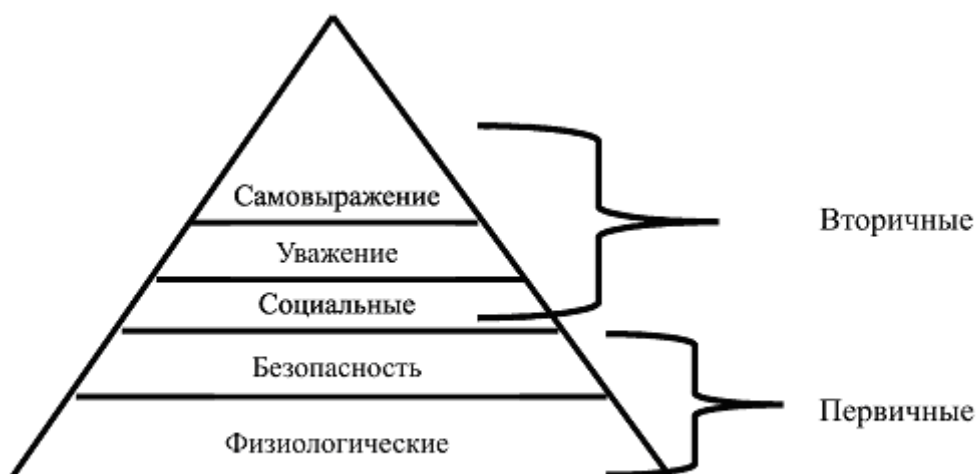 Самовыражение
Уважение
Социальные
Безопасность
Физиологические
Вторичные
Первичные